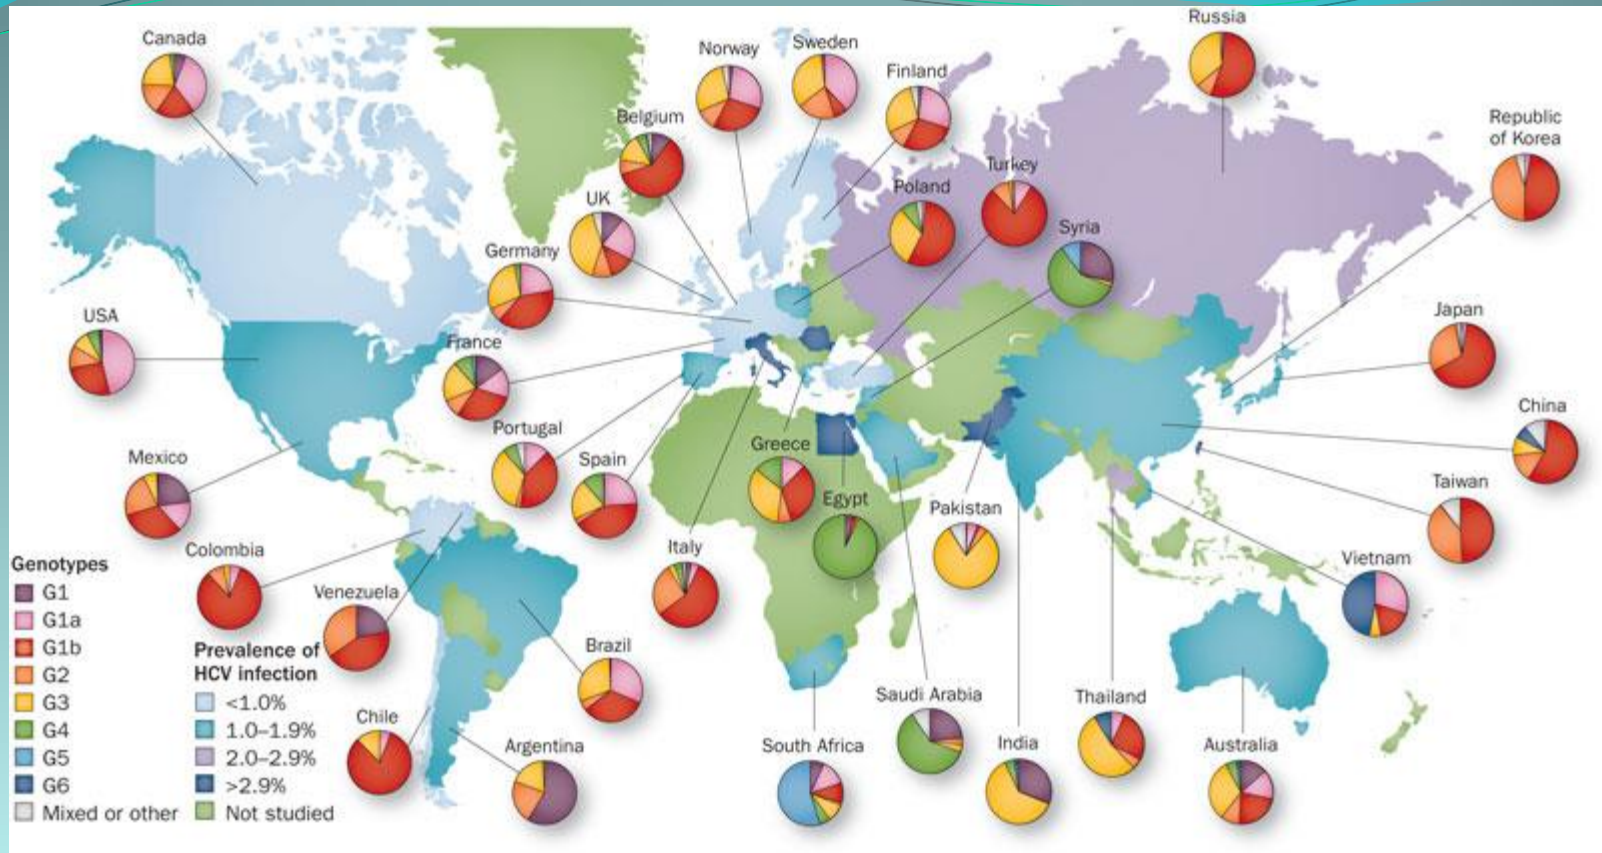 Canada
Norway
Sweden
Finland
Russia
Belgium
Republic
of Korea
UK
Poland
Turkey
Syria
Germany
USA
France
Japan
Portugal
Spain
Greece
Egypt
Pakistan
China
Mexico
Taiwan
Colombia
Italy
Venezuela
Vietnam
Brazil
Chile
Argentina
South Africa
Saudi Arabia
India
Thailand
Australia
Genotypes
G1
G1a
G1b
G2
G3
G4
G5
G6
Mixed or other
Prevalence of
HCV infection
<1.0%
1.0–1.9%
2.0–2.9%
>2.9%
Not studied